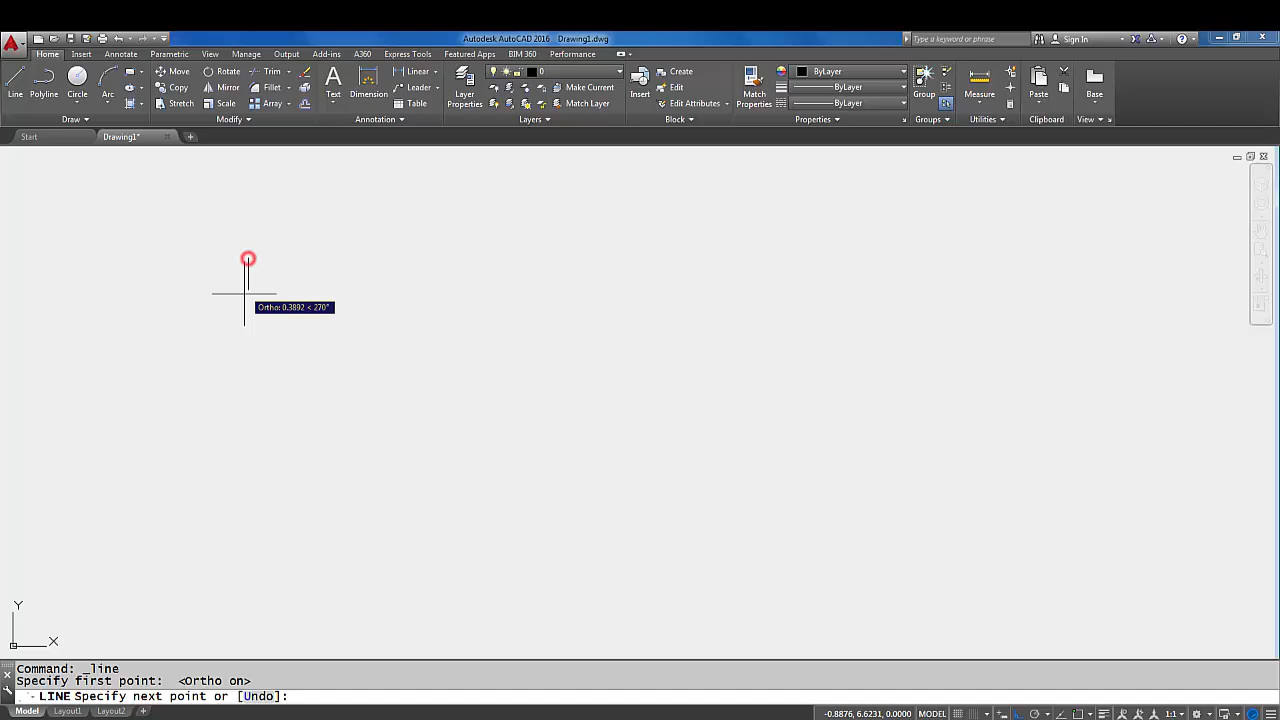 Autodesk AutoCAD 2016 Drawing1.dwg
Type a keyword or phrase
Sign In
Home Insert Annotate Parametric View Manage Output Add-ins A360 Express Tools Featured Apps BIM 360 Performance
Line
Polyline
Circle
Arc
Move
Rotate
Trim
Copy
Mirror
Fillet
Stretch
Scale
Array
Text
Dimension
Linear
Leader
Table
Layer
Properties
0
Make Current
Match Layer
Insert
Create
Edit
Edit Attributes
Match
Properties
ByLayer
ByLayer
ByLayer
Group
Measure
Paste
Base
Draw Modify Annotation Layers Block Properties Groups Utilities Clipboard View
Start Drawing1*
Ortho: 0.3892 < 270°
Y
X
Command: _line
Specify first point: <Ortho on>
LINE Specify next point or [Undo]:
Model Layout1 Layout2
-0.8876, 6.6231, 0.0000 MODEL 1:1